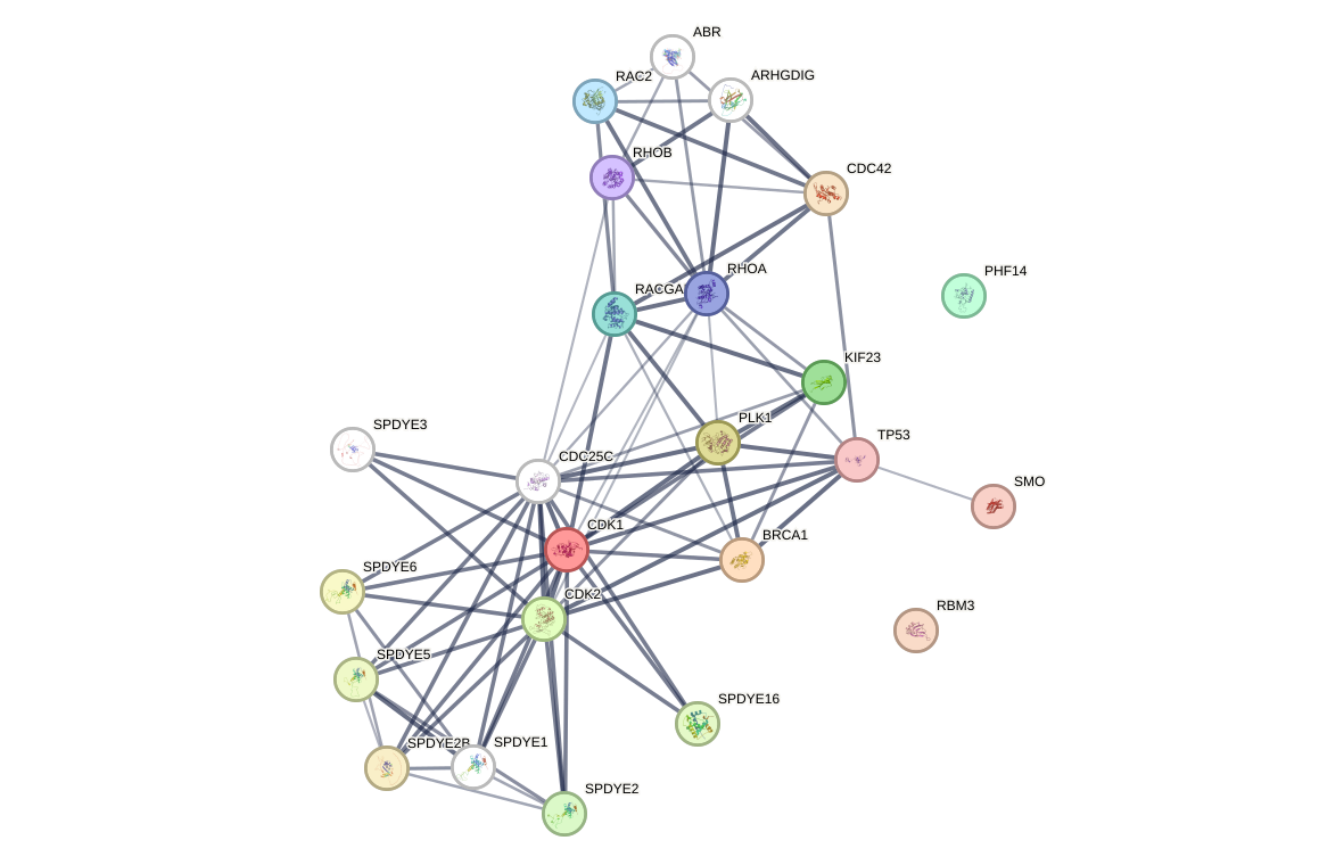 ABR
RAC2
ARHGDIG
RHOB
CDC42
RHOA
PHF14
RACGA
KIF23
PLK1
SPDYE3
TP53
CDC25C
SMO
CDK1
BRCA1
SPDYE6
CDK2
RBM3
SPDYE5
SPDYE16
SPDYE2B
SPDYE1
SPDYE2